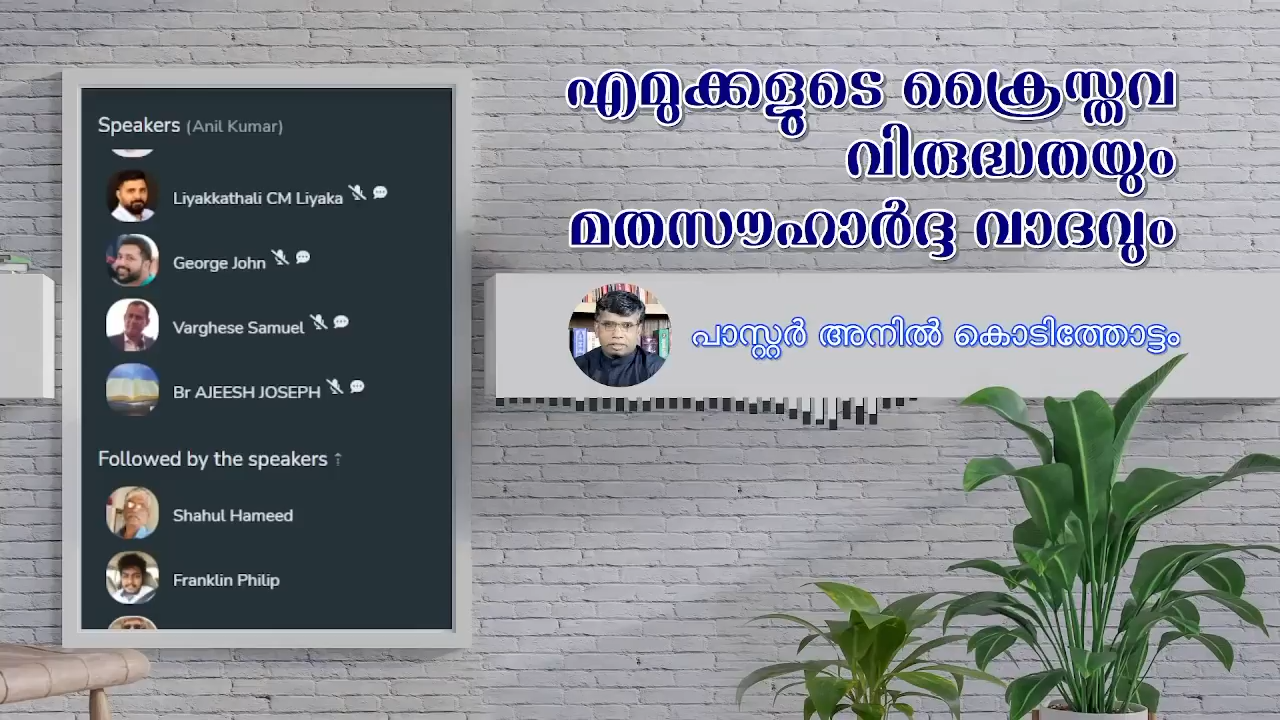 Speakers (Anil Kumar)
Liyakkathali CM Liyaka
George John
Varghese Samuel
Br AJEESH JOSEPH
Followed by the speakers ↑
Shahul Hameed
Franklin Philip
എമുക്കളുടെ ക്രൈസ്തവ
വിരുദ്ധതയും
മതസൗഹാർദ്ദ വാദവും
പാസ്റ്റർ അനിൽ കൊടിത്തോട്ടം